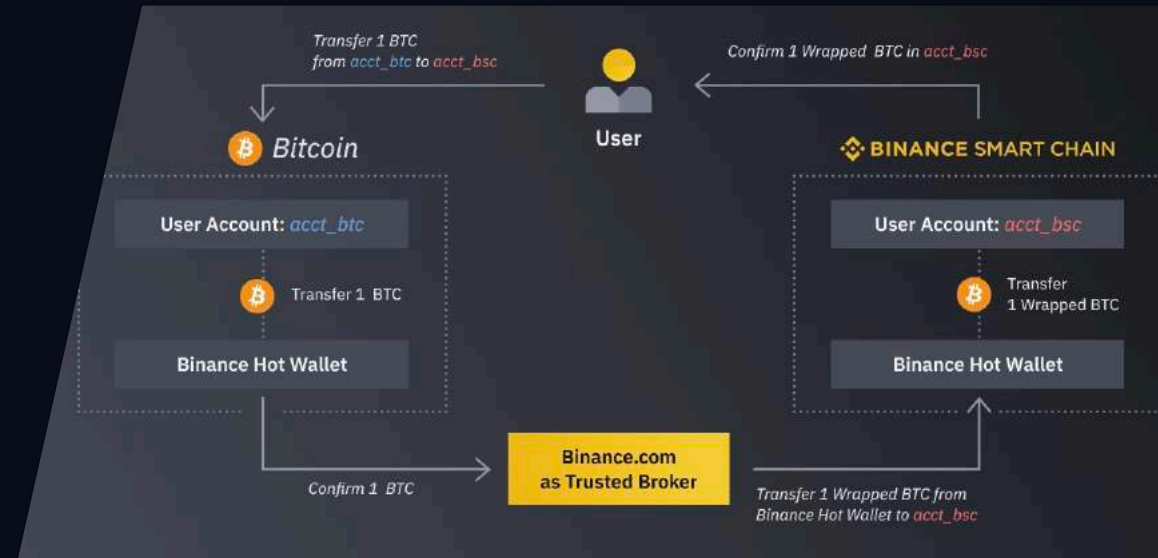 Transfer 1 BTC
from acct_btc to acct_bsc
Confirm 1 Wrapped BTC in acct_bsc
User
Bitcoin
BINANCE SMART CHAIN
User Account: acct_btc
User Account: acct_bsc
Transfer 1 BTC
Transfer
1 Wrapped BTC
Binance Hot Wallet
Binance Hot Wallet
Confirm 1 BTC
Binance.com
as Trusted Broker
Transfer 1 Wrapped BTC from
Binance Hot Wallet to acct_bsc